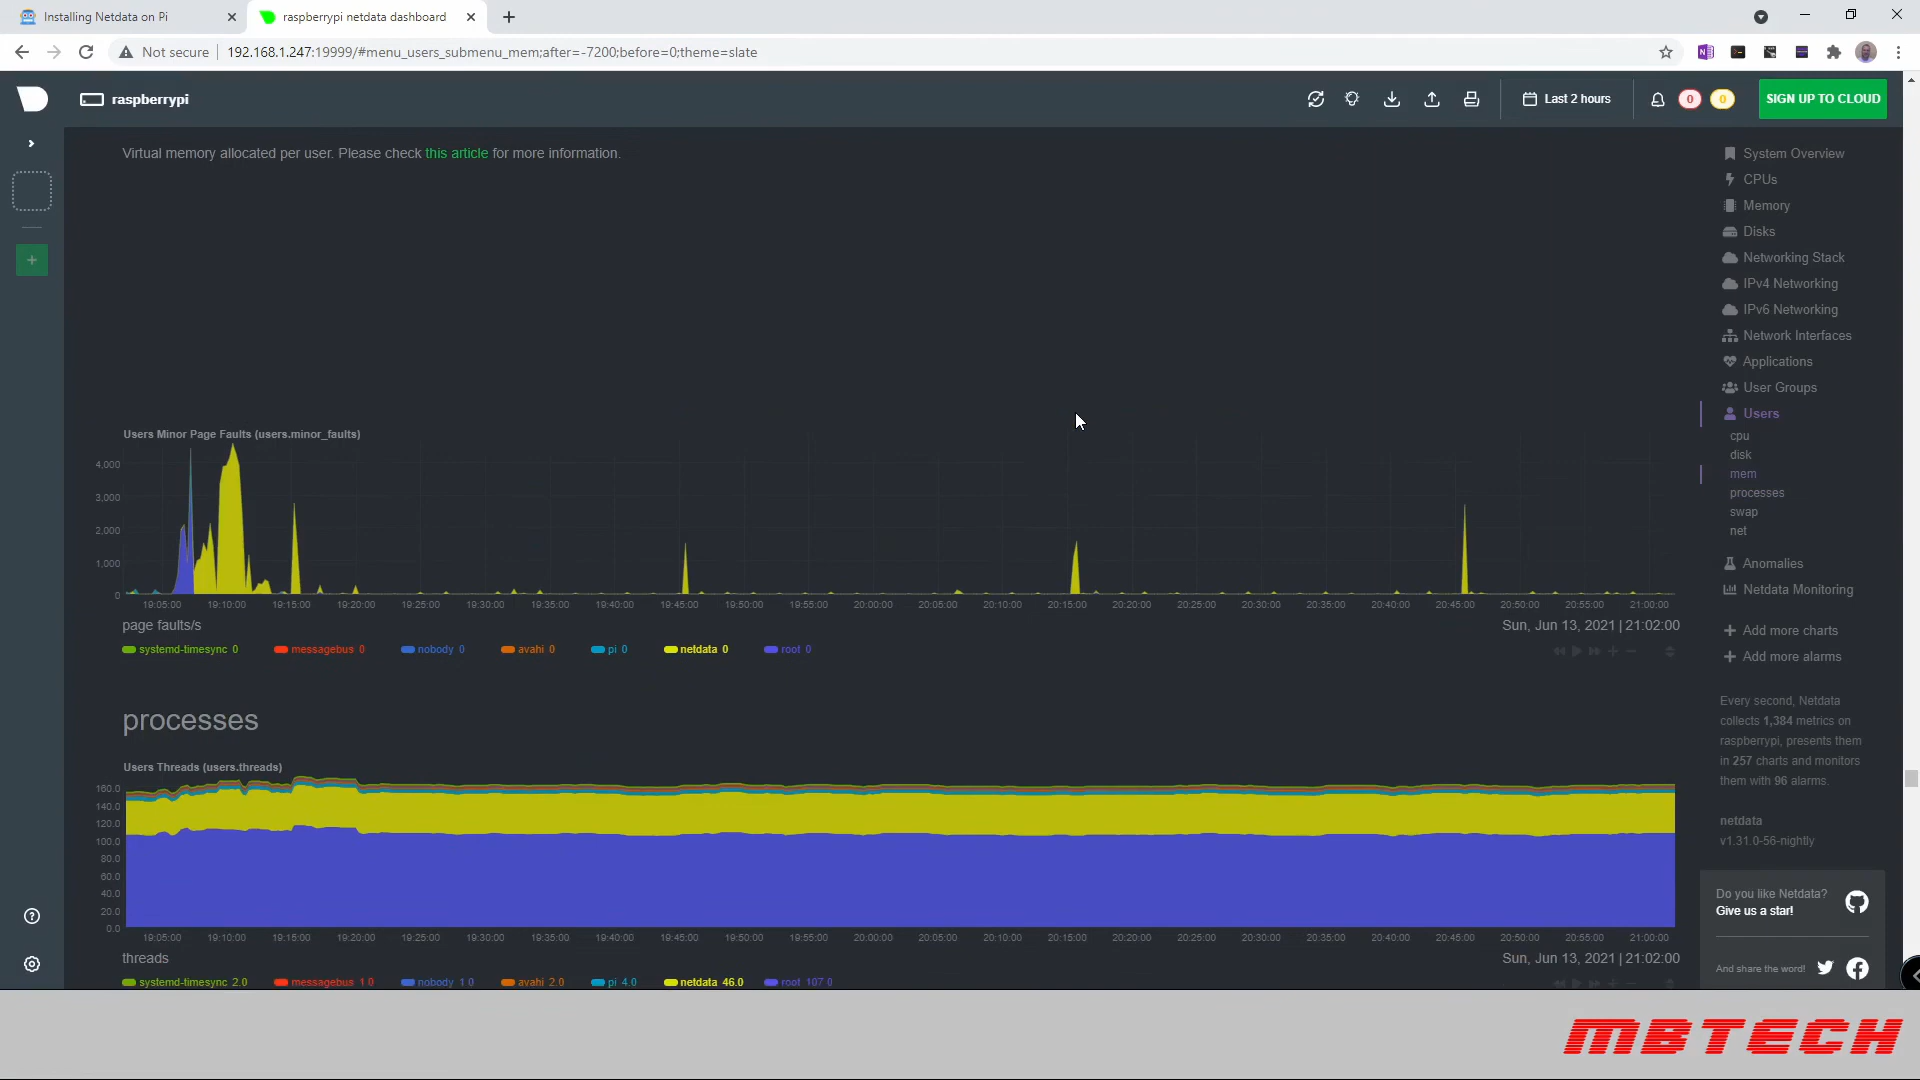 Installing Netdata on Pi
raspberrypi netdata dashboard
Not secure
192.168.1.247:19999/#menu_users_submenu_mem;after=-7200;before=0;theme=slate
raspberrypi
Last 2 hours
0
0
SIGN UP TO CLOUD
Virtual memory allocated per user. Please check this article for more information.
Users Minor Page Faults (users.minor_faults)
4,000
3,000
2,000
1,000
0
19:05:00 19:10:00 19:15:00 19:20:00 19:25:00 19:30:00 19:35:00 19:40:00 19:45:00 19:50:00 19:55:00 20:00:00 20:05:00 20:10:00 20:15:00 20:20:00 20:25:00 20:30:00 20:35:00 20:40:00 20:45:00 20:50:00 20:55:00 21:00:00
page faults/s
Sun, Jun 13, 2021 | 21:02:00
systemd-timesync 0 messagebus 0 nobody 0 avahi 0 pi 0 netdata 0 root 0
processes
Users Threads (users.threads)
160.0
140.0
120.0
100.0
80.0
60.0
40.0
20.0
0.0
19:05:00 19:10:00 19:15:00 19:20:00 19:25:00 19:30:00 19:35:00 19:40:00 19:45:00 19:50:00 19:55:00 20:00:00 20:05:00 20:10:00 20:15:00 20:20:00 20:25:00 20:30:00 20:35:00 20:40:00 20:45:00 20:50:00 20:55:00 21:00:00
threads
Sun, Jun 13, 2021 | 21:02:00
systemd-timesync 2.0 messagebus 1.0 nobody 1.0 avahi 2.0 pi 4.0 netdata 46.0 root 107.0
System Overview
CPUs
Memory
Disks
Networking Stack
IPv4 Networking
IPv6 Networking
Network Interfaces
Applications
User Groups
Users
cpu
disk
mem
processes
swap
net
Anomalies
Netdata Monitoring
Add more charts
Add more alarms
Every second, Netdata
collects 1,384 metrics on
raspberrypi, presents them
in 257 charts and monitors
them with 96 alarms.
netdata
v1.31.0-56-nightly
Do you like Netdata?
Give us a star!
And share the word!
MBTECH